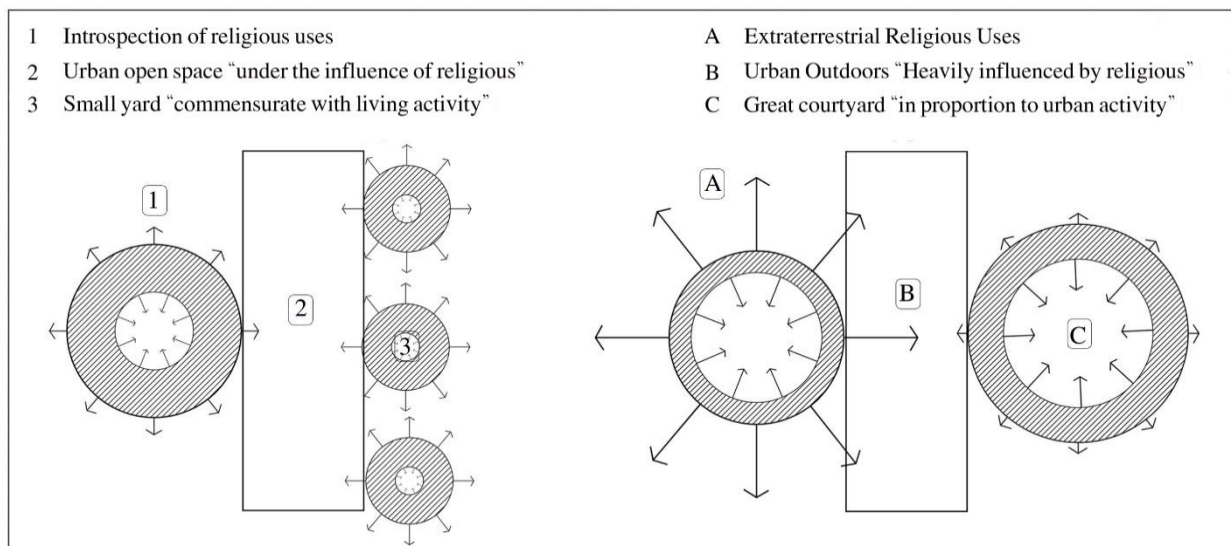 1 Introspection of religious uses
2 Urban open space “under the influence of religious”
3 Small yard “commensurate with living activity”
A Extraterrestrial Religious Uses
B Urban Outdoors “Heavily influenced by religious”
C Great courtyard “in proportion to urban activity”
1
2
3
A
B
C